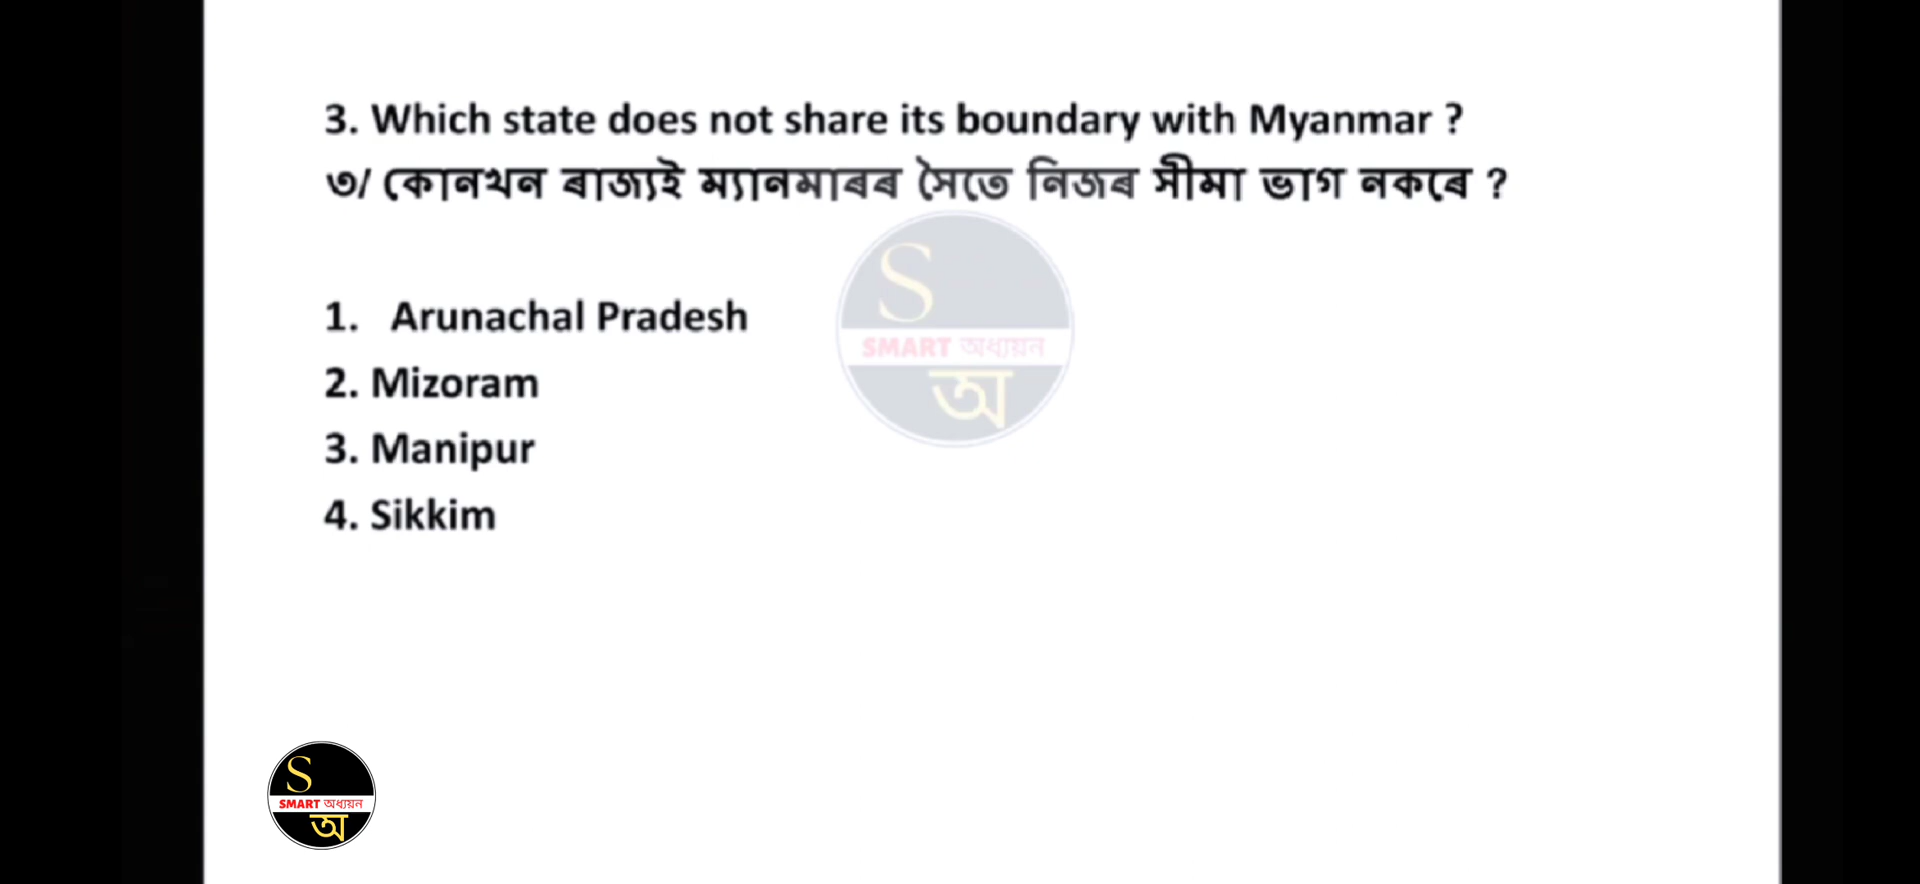 3. Which state does not share its boundary with Myanmar ?
৩/ কোনখন ৰাজ্যই ম্যানমাৰৰ সৈতে নিজৰ সীমা ভাগ নকৰে ?
1. Arunachal Pradesh
2. Mizoram
3. Manipur
4. Sikkim
S
SMART অধ্যয়ন
অ
S
SMART অধ্যয়ন
অ